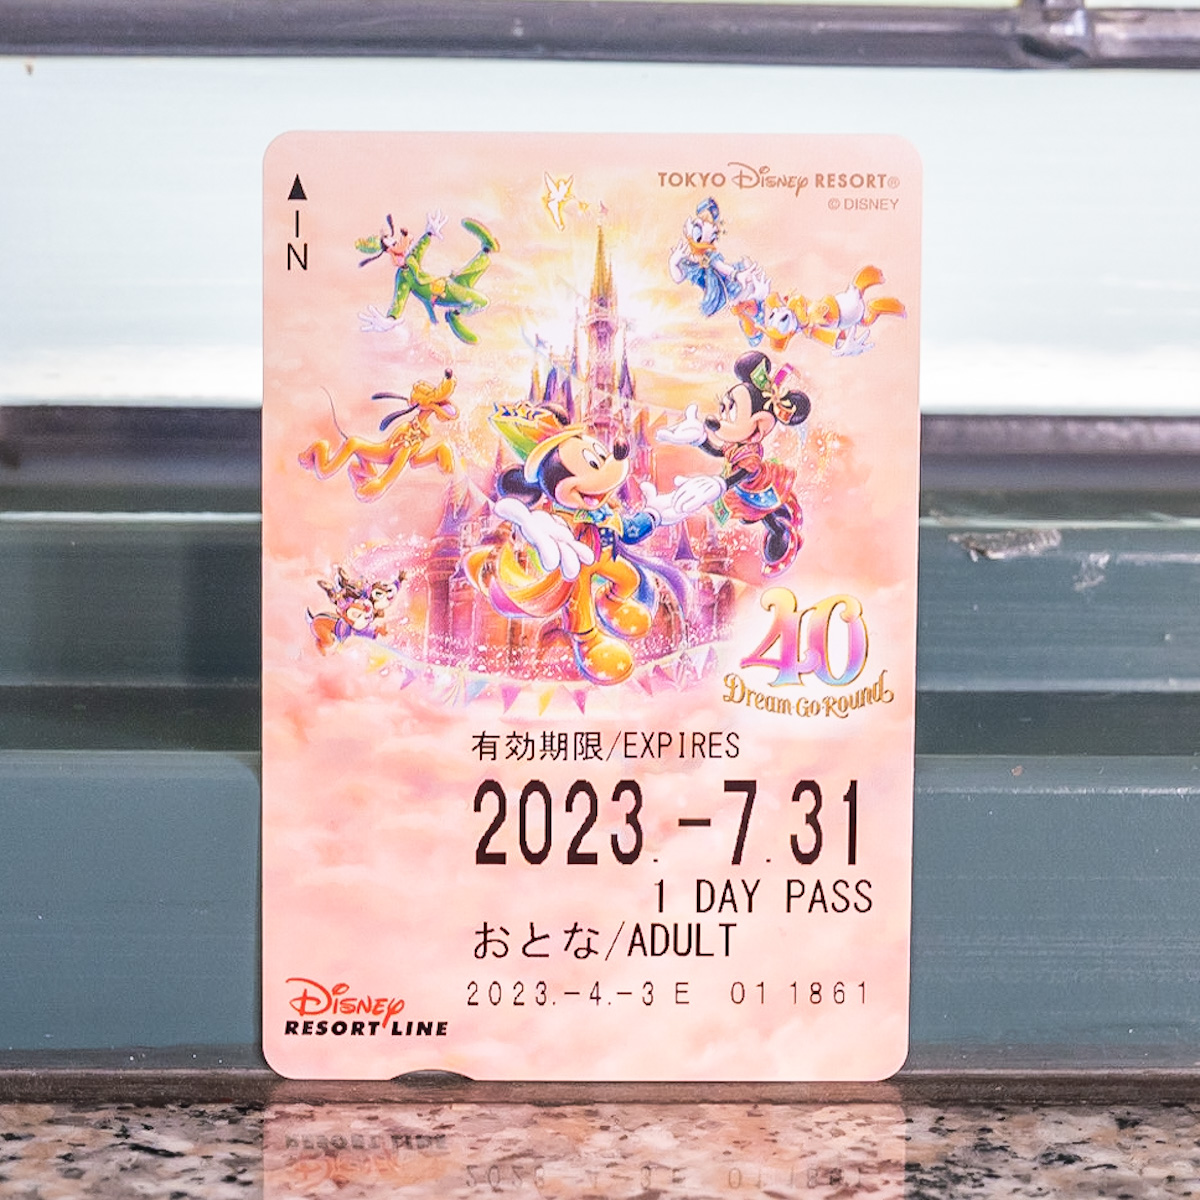 IN
TOKYO Disney RESORT®
© DISNEY
40
Dream-Go-Round
有効期限/EXPIRES
2023.-7.31
1 DAY PASS
おとな/ADULT
2023.-4.-3 E 01 1861
Disney
RESORT LINE